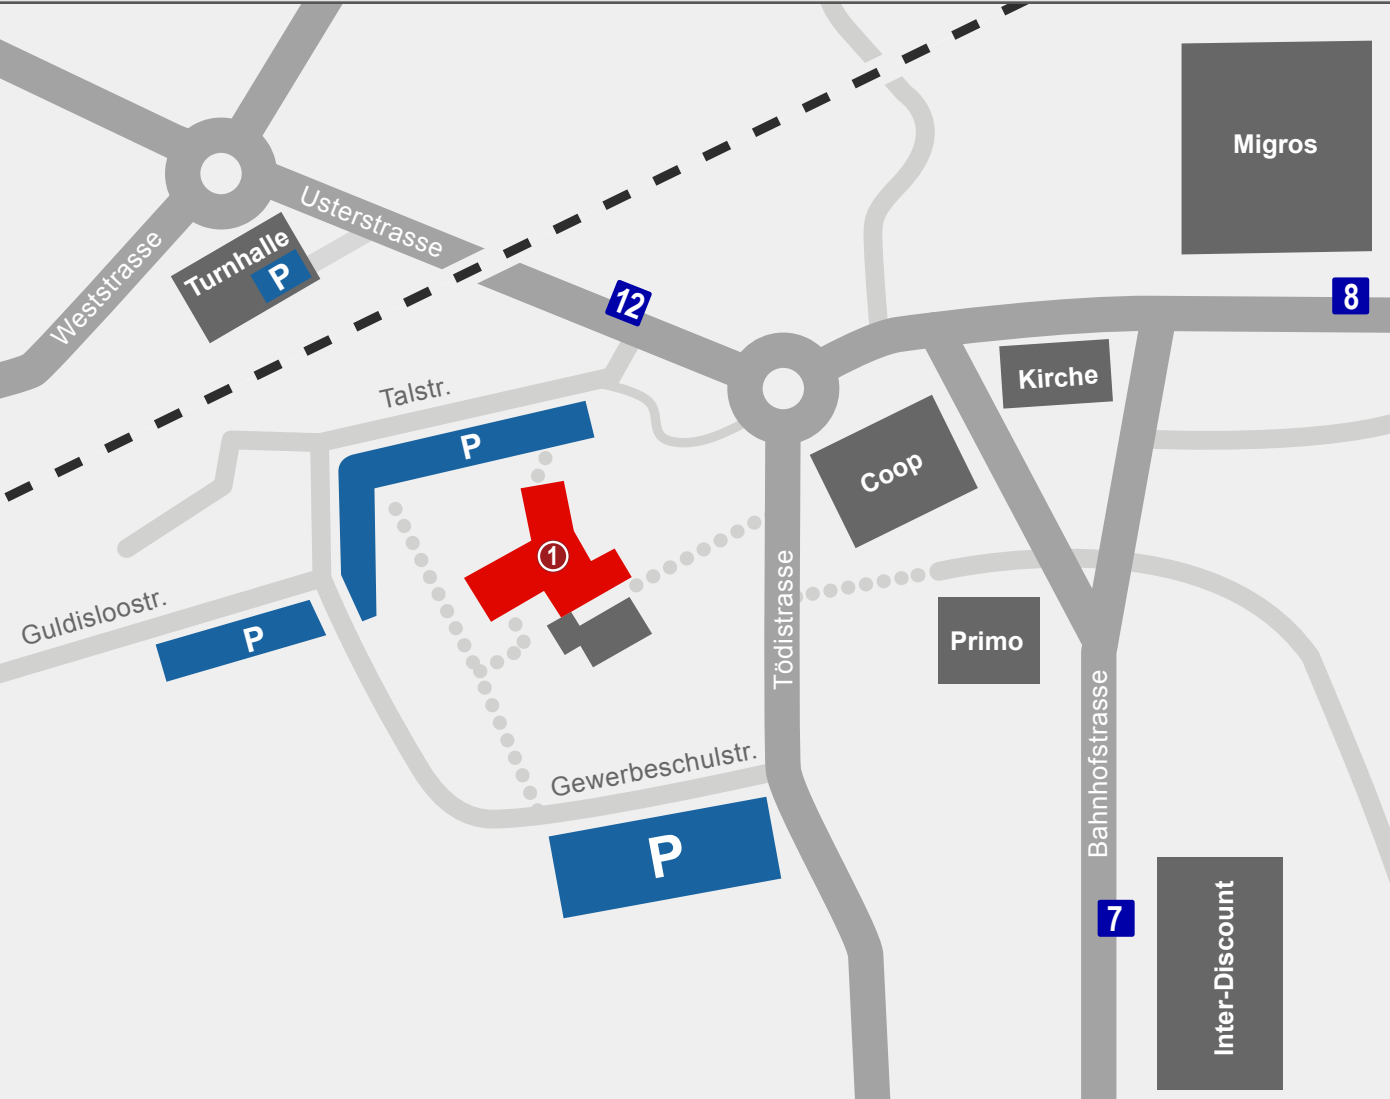 Migros
Usterstrasse
Turnhalle
P
Weststrasse
12
8
Talstr.
Kirche
P
Coop
1
Guldisloostr.
P
Tödistrasse
Primo
Gewerbeschulstr.
Bahnhofstrasse
P
7
Inter-Discount